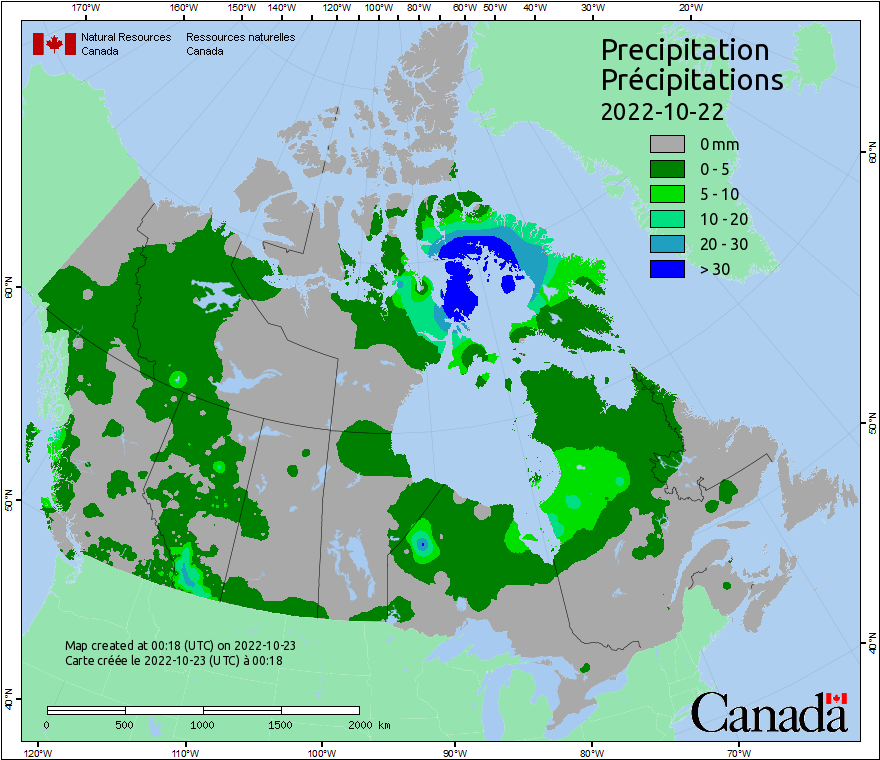 170°W 160°W 150°W 140°W 130°W 120°W 110°W 100°W 90°W 80°W 60°W 50°W 40°W 30°W 20°W
Natural Resources Ressources naturelles
Canada Canada
Precipitation
Précipitations
2022-10-22
0 mm
0 - 5
5 - 10
10 - 20
20 - 30
> 30
60°N
50°N
40°N
60°N
50°N
40°N
Map created at 00:18 (UTC) on 2022-10-23
Carte créée le 2022-10-23 (UTC) à 00:18
0 500 1000 1500 2000 km
Canada
120°W 110°W 100°W 90°W 80°W 70°W